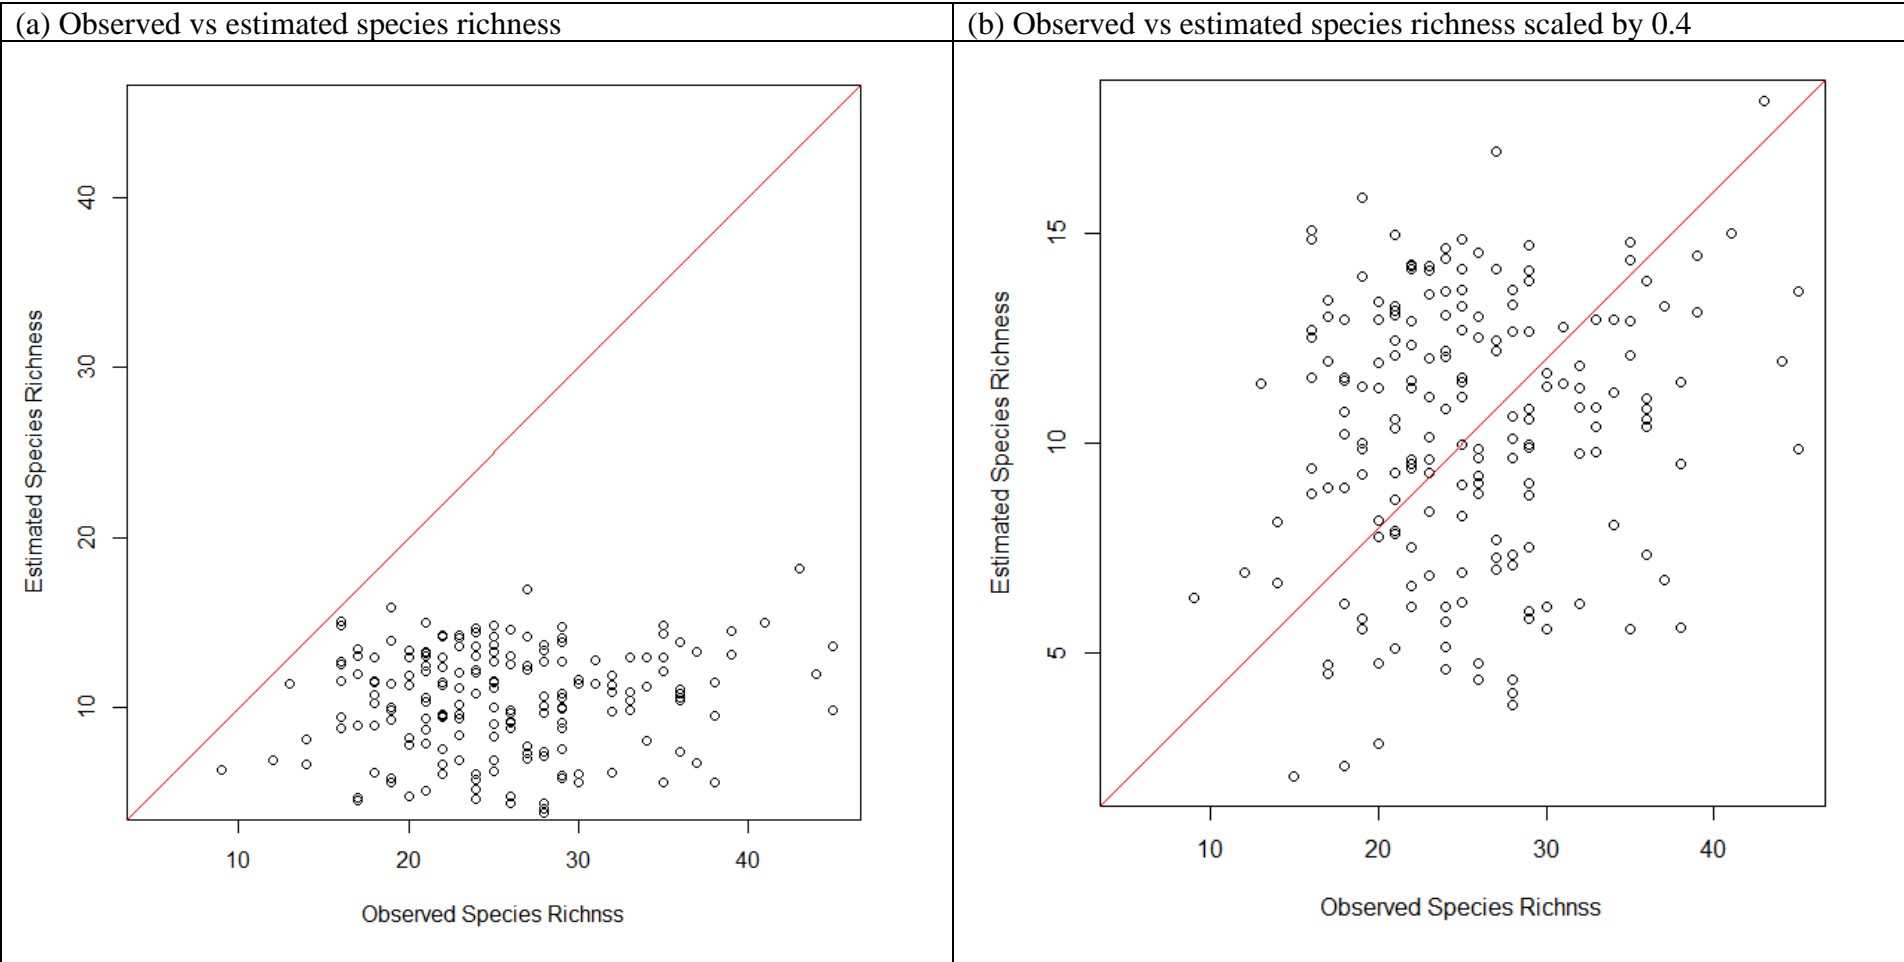 (a) Observed vs estimated species richness
40
30
20
10
Estimated Species Richness
10 20 30 40
Observed Species Richnss
(b) Observed vs estimated species richness scaled by 0.4
15
10
5
Estimated Species Richness
10 20 30 40
Observed Species Richnss